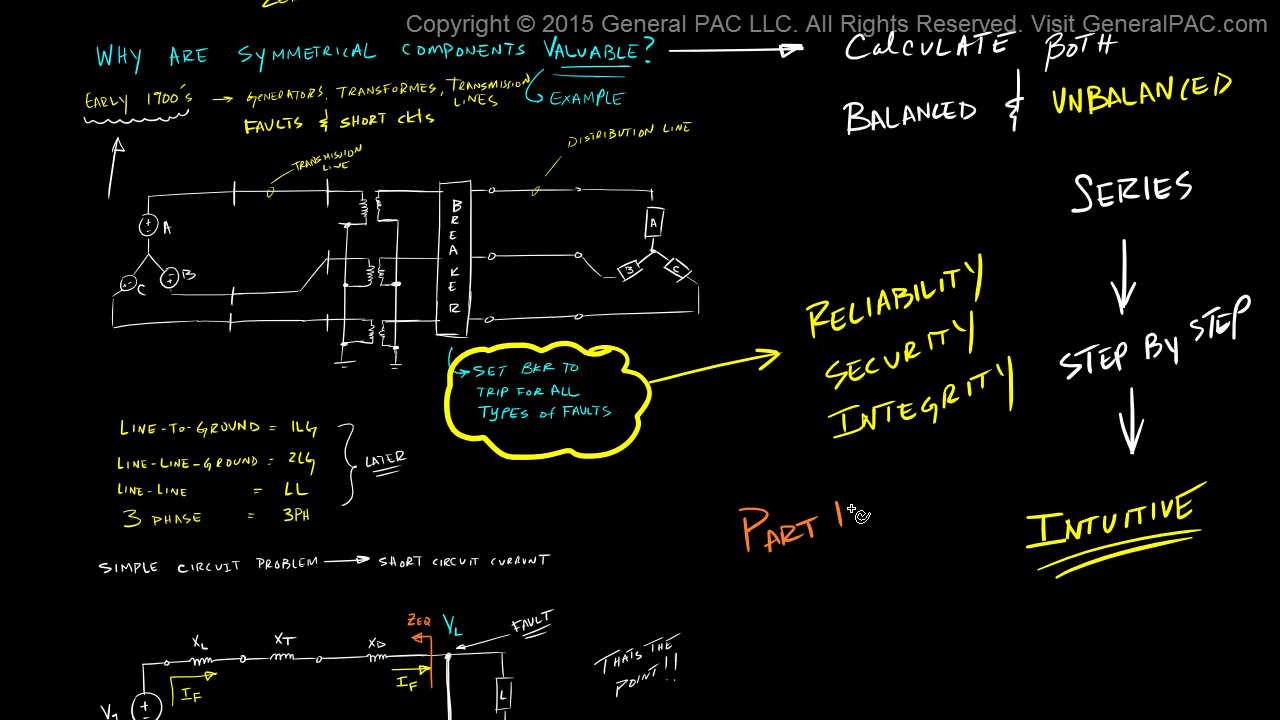 Copyright © 2015 General PAC LLC. All Rights Reserved. Visit GeneralPAC.com
WHY ARE SYMMETRICAL COMPONENTS VALUABLE?
EXAMPLE
EARLY 1900's → GENERATORS, TRANSFORMES, TRANSMISSION LINES
FAULTS & SHORT CKTS
CALCULATE BOTH
BALANCED & UNBALANCED
TRANSMISSION LINE
DISTRIBUTION LINE
A
B
C
BREAKER
A
B
C
SET BKR TO
TRIP FOR ALL
TYPES OF FAULTS
RELIABILITY
SECURITY
INTEGRITY
SERIES
STEP BY STEP
INTUITIVE
LINE-TO-GROUND = 1LG
LINE-LINE-GROUND = 2LG
LINE-LINE = LL
3 PHASE = 3PH
LATER
PART 1
SIMPLE CIRCUIT PROBLEM → SHORT CIRCUIT CURRUNT
XL
XT
XD
ZEQ
VL
FAULT
IF
IF
L
THATS THE
POINT!!